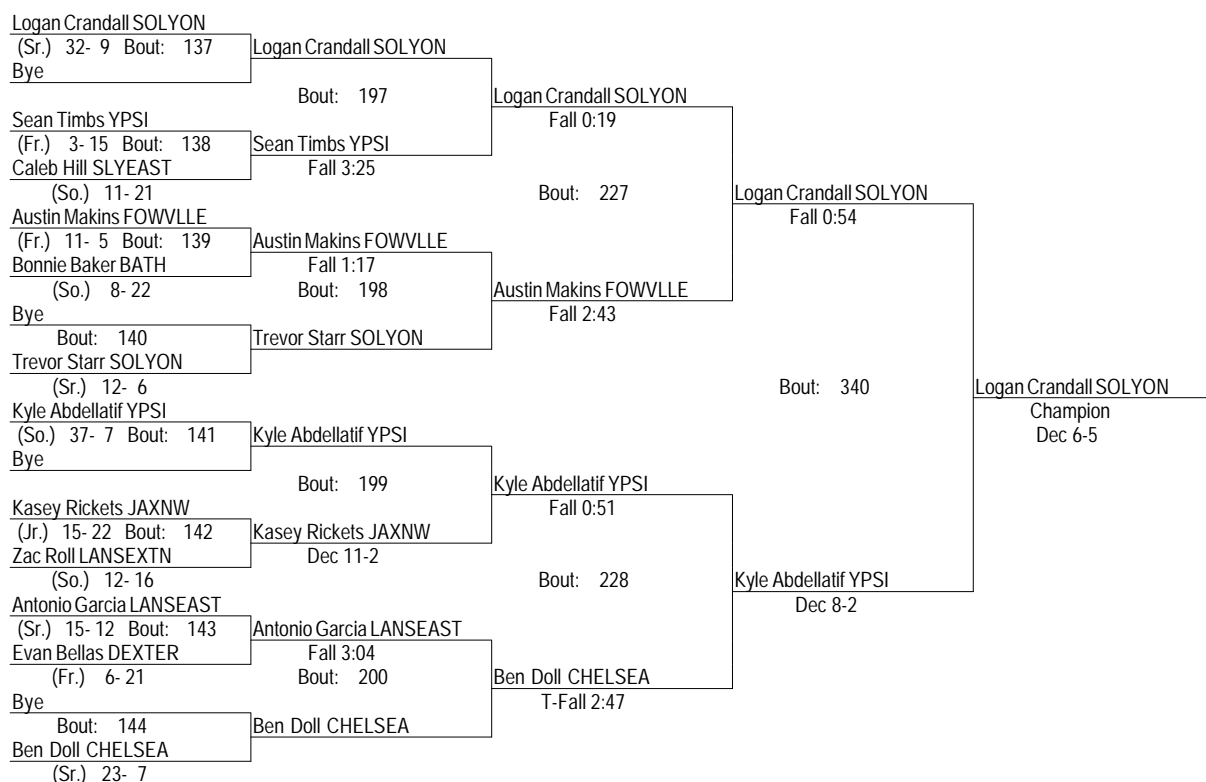 Logan Crandall SOLYON
(Sr.) 32- 9 Bout: 137 Logan Crandall SOLYON
Bye
Bout: 197 Logan Crandall SOLYON
Sean Timbs YPSI Fall 0:19
(Fr.) 3- 15 Bout: 138 Sean Timbs YPSI
Caleb Hill SLYEAST Fall 3:25
(So.) 11- 21 Bout: 227 Logan Crandall SOLYON
Austin Makins FOWVLLE Fall 0:54
(Fr.) 11- 5 Bout: 139 Austin Makins FOWVLLE
Bonnie Baker BATH Fall 1:17
(So.) 8- 22 Bout: 198 Austin Makins FOWVLLE
Bye Fall 2:43
Bout: 140 Trevor Starr SOLYON
Trevor Starr SOLYON
(Sr.) 12- 6 Bout: 340 Logan Crandall SOLYON
Kyle Abdellatif YPSI Champion
(So.) 37- 7 Bout: 141 Kyle Abdellatif YPSI Dec 6-5
Bye
Bout: 199 Kyle Abdellatif YPSI
Kasey Rickets JAXNW Fall 0:51
(Jr.) 15- 22 Bout: 142 Kasey Rickets JAXNW
Zac Roll LANSEXTN Dec 11-2
(So.) 12- 16 Bout: 228 Kyle Abdellatif YPSI
Antonio Garcia LANSEAST Dec 8-2
(Sr.) 15- 12 Bout: 143 Antonio Garcia LANSEAST
Evan Bellas DEXTER Fall 3:04
(Fr.) 6- 21 Bout: 200 Ben Doll CHELSEA
Bye T-Fall 2:47
Bout: 144 Ben Doll CHELSEA
Ben Doll CHELSEA
(Sr.) 23- 7